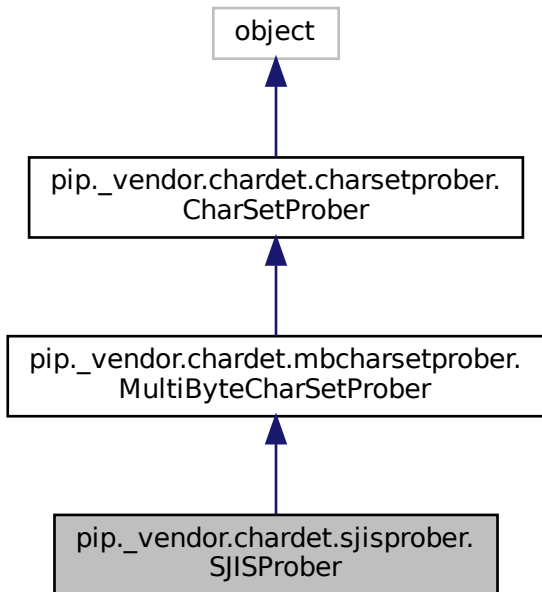 object
pip._vendor.chardet.charsetprober.
CharSetProber
pip._vendor.chardet.mbcharsetprober.
MultiByteCharSetProber
pip._vendor.chardet.sjisprober.
SJISProber